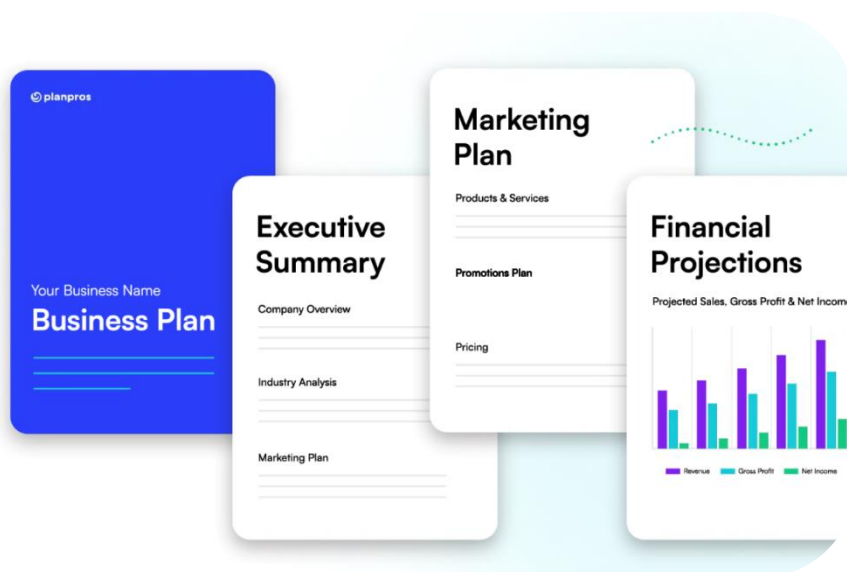 planpros
Your Business Name
Business Plan
Executive
Summary
Company Overview
Industry Analysis
Marketing Plan
Marketing
Plan
Products & Services
Promotions Plan
Pricing
Financial
Projections
Projected Sales, Gross Profit & Net Income
Revenue Gross Profit Net Income